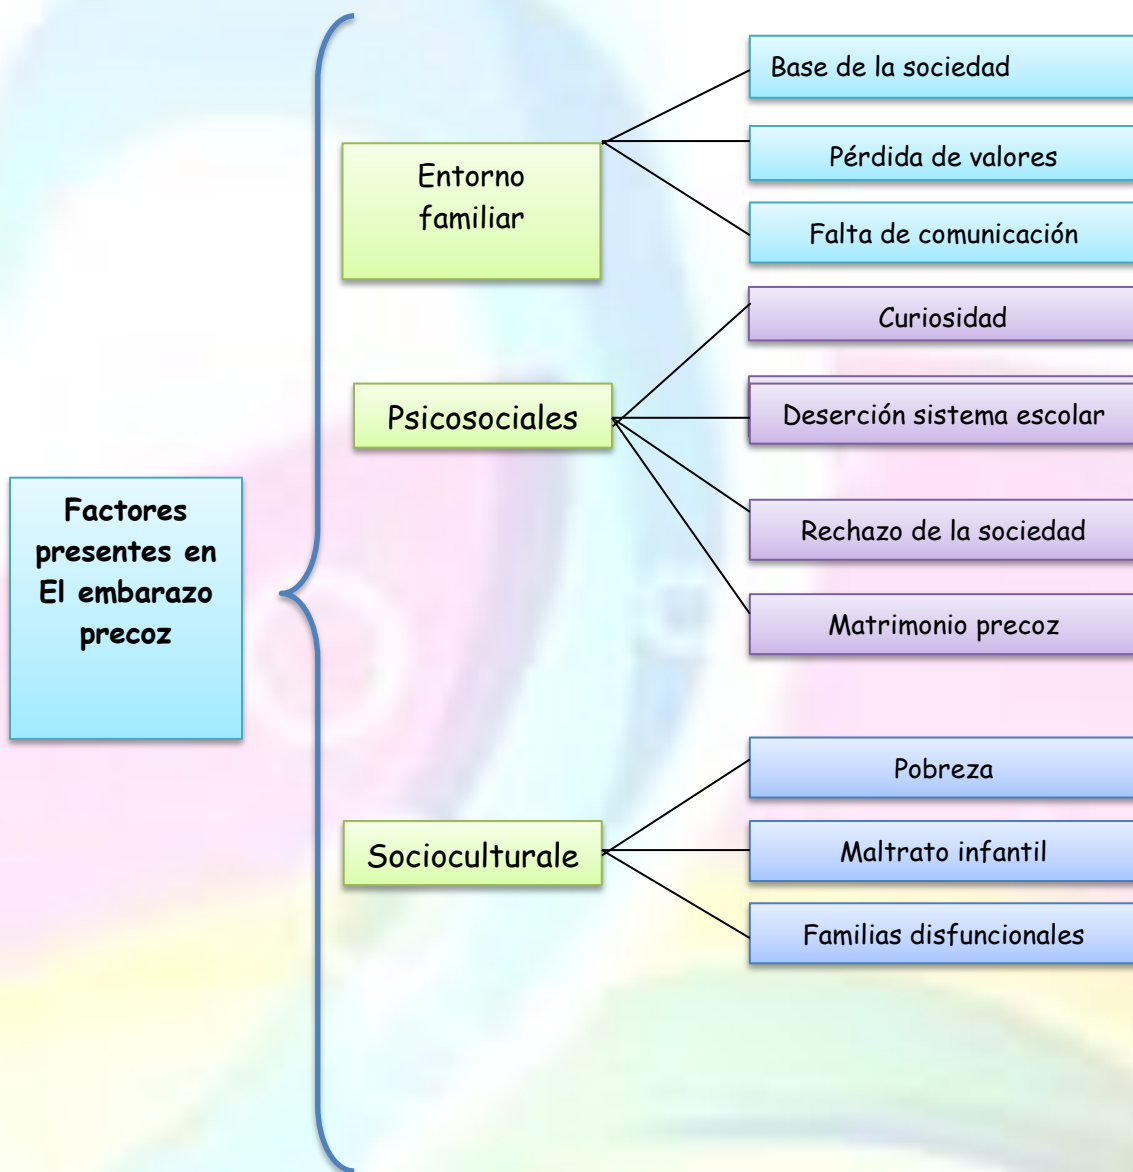 Factores
presentes en
El embarazo
precoz
Entorno
familiar
Base de la sociedad
Pérdida de valores
Falta de comunicación
Psicosociales
Curiosidad
Deserción sistema escolar
Rechazo de la sociedad
Matrimonio precoz
Socioculturale
Pobreza
Maltrato infantil
Familias disfuncionales